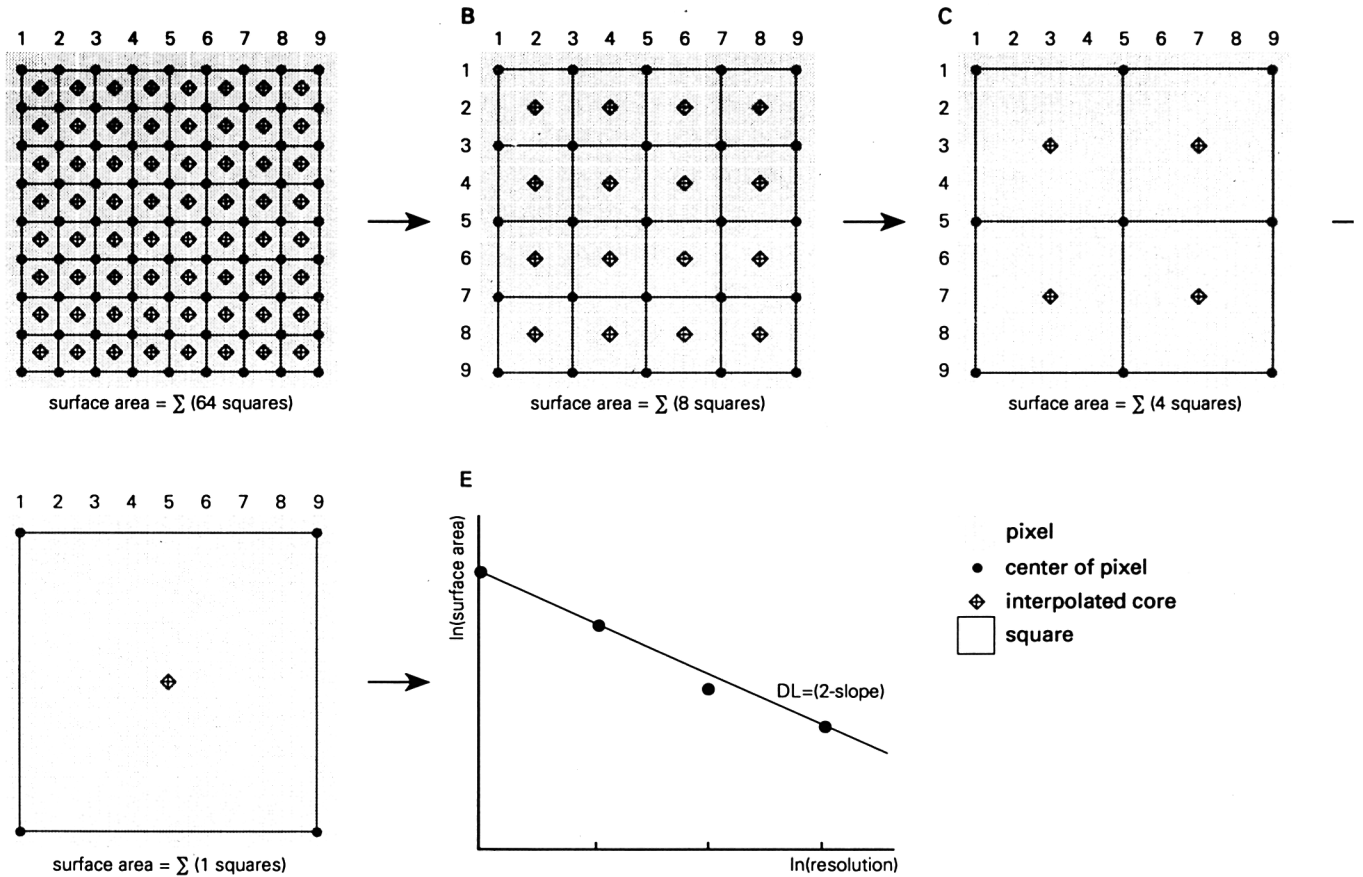 B
C
1 2 3 4 5 6 7 8 9
1 2 3 4 5 6 7 8 9
1 2 3 4 5 6 7 8 9
1
2
3
4
5
6
7
8
9
1
2
3
4
5
6
7
8
9
surface area = ∑ (64 squares)
surface area = ∑ (8 squares)
surface area = ∑ (4 squares)
1 2 3 4 5 6 7 8 9
surface area = ∑ (1 squares)
E
ln(surface area)
DL=(2-slope)
ln(resolution)
pixel
center of pixel
interpolated core
square